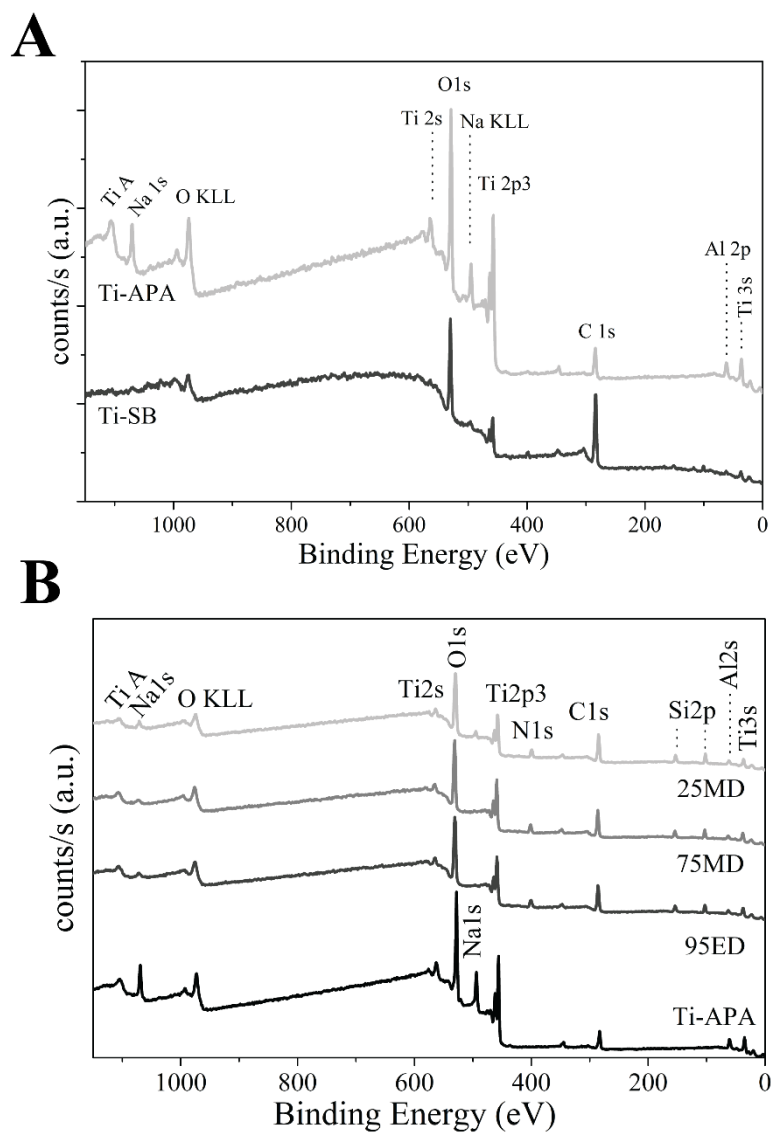 A
O1s
Ti 2s
Na KLL
Ti A
Na 1s
O KLL
Ti 2p3
Al 2p
Ti 3s
C 1s
Ti-APA
Ti-SB
counts/s (a.u.)
1000 800 600 400 200 0
Binding Energy (eV)
B
Ti A
Na1s
O KLL
Ti2s
O1s
Ti2p3
N1s
C1s
Si2p
Al2s
Ti3s
25MD
75MD
95ED
Na1s
Ti-APA
counts/s (a.u.)
1000 800 600 400 200 0
Binding Energy (eV)